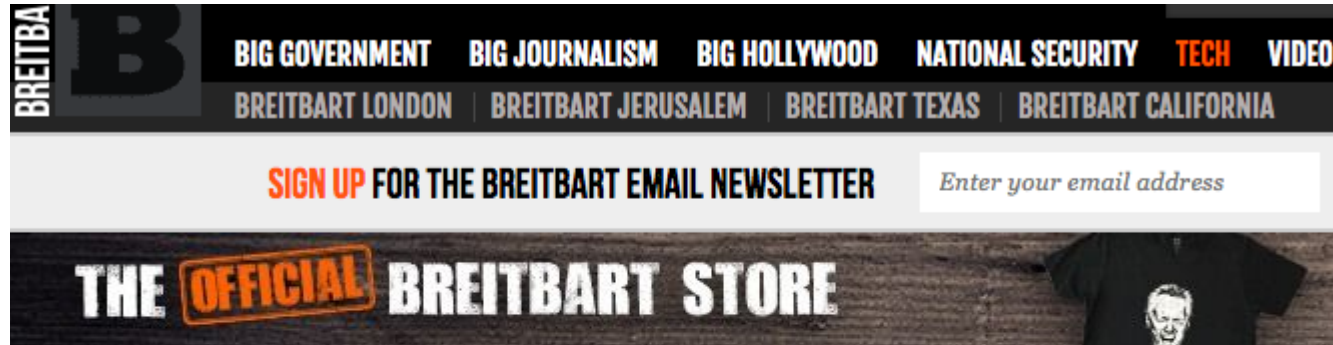 BREITBA
B
BIG GOVERNMENT BIG JOURNALISM BIG HOLLYWOOD NATIONAL SECURITY TECH VIDEO
BREITBART LONDON BREITBART JERUSALEM BREITBART TEXAS BREITBART CALIFORNIA
SIGN UP FOR THE BREITBART EMAIL NEWSLETTER Enter your email address
THE OFFICIAL BREITBART STORE